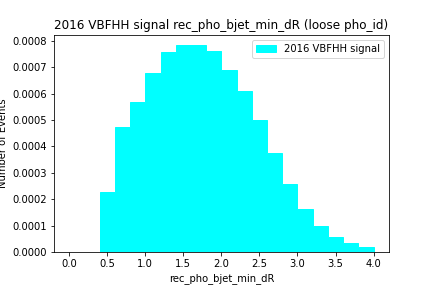 2016 VBFHH signal rec_pho_bjet_min_dR (loose pho_id)
2016 VBFHH signal
Number of Events
0.0008
0.0007
0.0006
0.0005
0.0004
0.0003
0.0002
0.0001
0.0000
0.0 0.5 1.0 1.5 2.0 2.5 3.0 3.5 4.0
rec_pho_bjet_min_dR